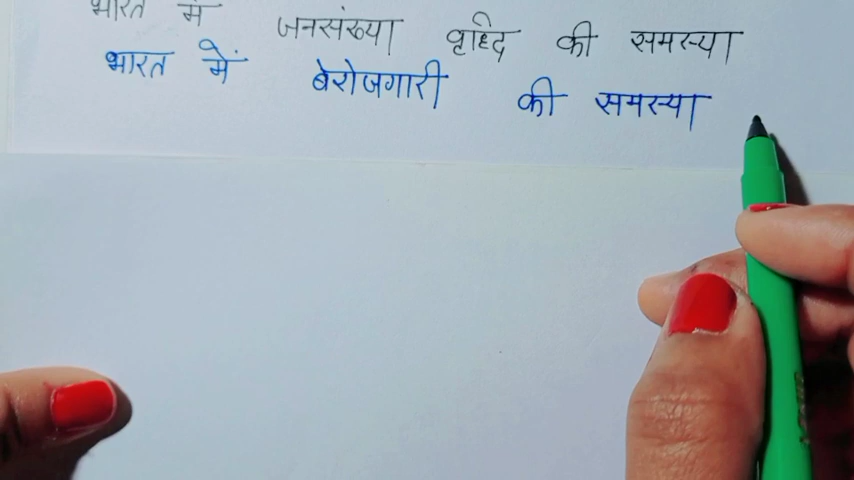 भारत में जनसंख्या वृद्धि की समस्या
भारत में बेरोजगारी की समस्या